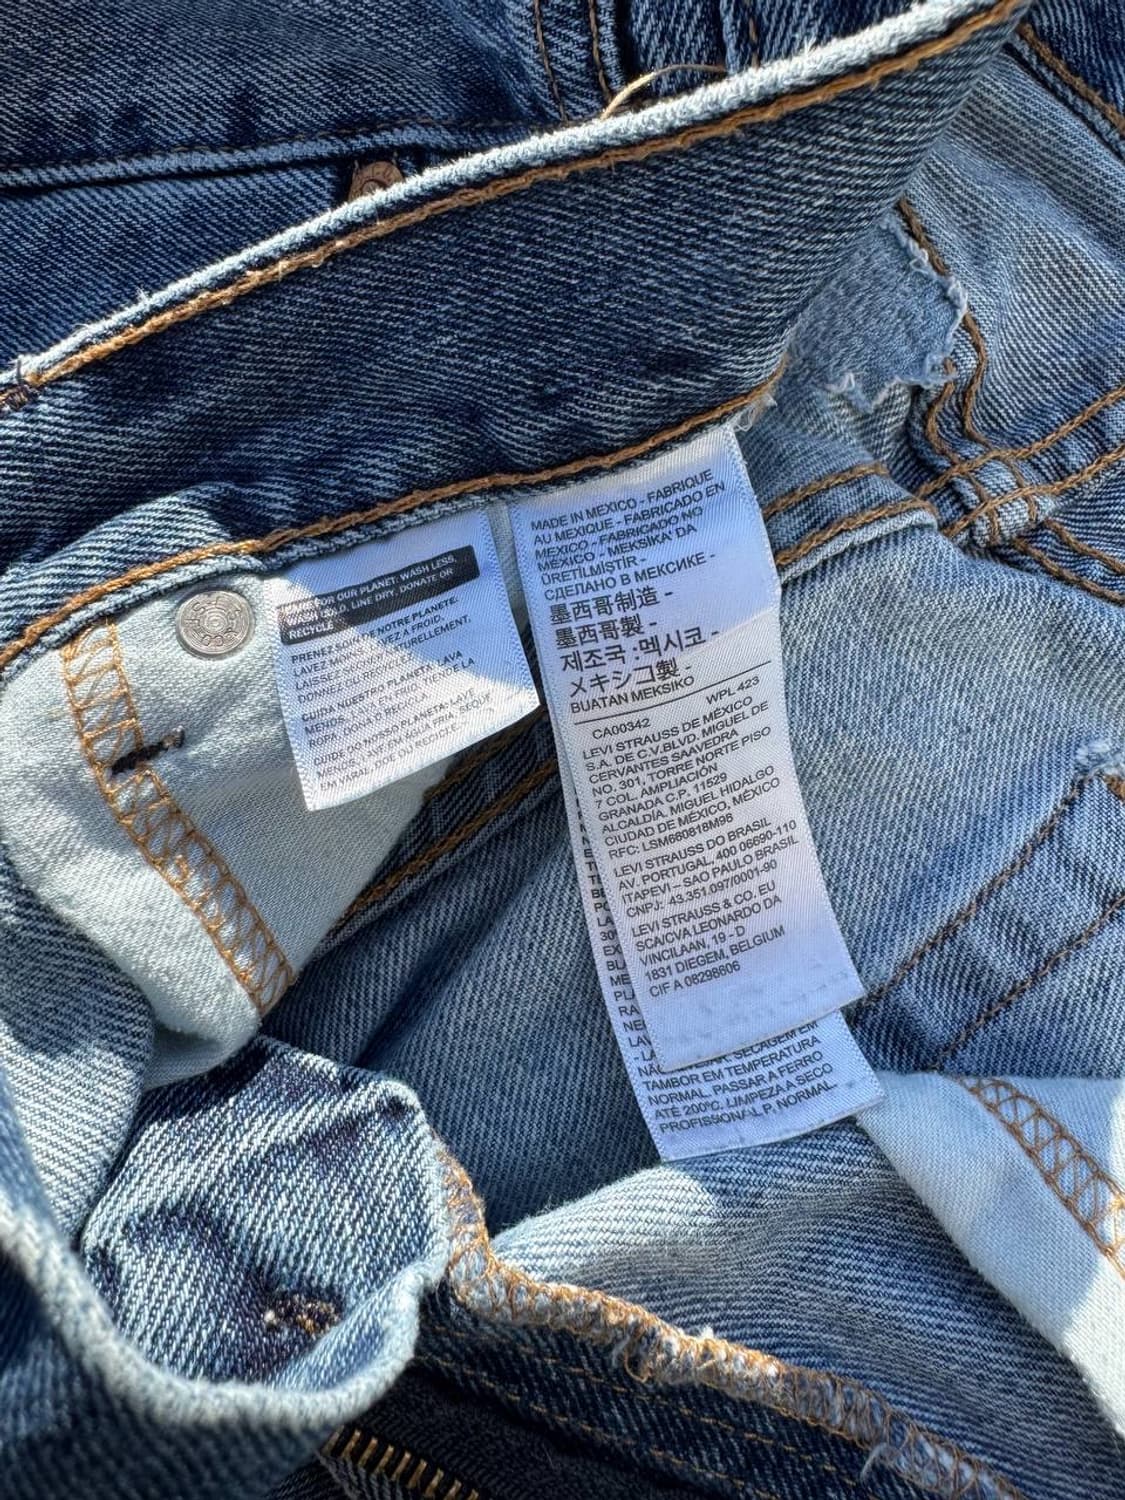 FOR OUR PLANET: WASH LESS,
WASH COLD, LINE DRY, DONATE OR
RECYCLE
PRENEZ SOIN DE NOTRE PLANETE.
LAVEZ MOINS, LAVEZ A FROID,
SÉCHEZ NATURELLEMENT,
DONNEZ OU RECYCLEZ.
CUIDA NUESTRO PLANETA: LAVA
MENOS, LAVA EN FRIO, TIENDE LA
ROPA, DONA O RECICLA.
CUIDE DO NOSSO PLANETA: LAVE
MENOS, LAVE EM ÁGUA FRIA, SEQUE
EM VARAL, DOE OU RECICLE.
MADE IN MEXICO - FABRIQUE
AU MEXIQUE - FABRICADO EN
MEXICO - FABRICADO NO
MÉXICO - MEKSİKA' DA
ÜRETİLMİŞTİR -
СДЕЛАНО В МЕКСИКЕ -
墨西哥制造 -
墨西哥製 -
제조국 :멕시코 -
メキシコ製 -
BUATAN MEKSIKO
CA00342 WPL 423
LEVI STRAUSS DE MÉXICO
S.A. DE C.V.BLVD. MIGUEL DE
CERVANTES SAAVEDRA
NO. 301, TORRE NORTE PISO
7 COL. AMPLIACIÓN
GRANADA C.P. 11529
ALCALDÍA. MIGUEL HIDALGO
CIUDAD DE MÉXICO, MÉXICO
RFC: LSM660818M98
LEVI STRAUSS DO BRASIL
AV. PORTUGAL, 400 06690-110
ITAPEVI – SAO PAULO BRASIL
CNPJ: 43.351.097/0001-90
LEVI STRAUSS & CO. EU
SCA/CVA LEONARDO DA
VINCILAAN, 19 - D
1831 DIEGEM, BELGIUM
CIF A 08298606
SECAGEM EM
TAMBOR EM TEMPERATURA
NORMAL. PASSAR A FERRO
ATÉ 200ºC. LIMPEZA A SECO
PROFISSIONAL P, NORMAL.